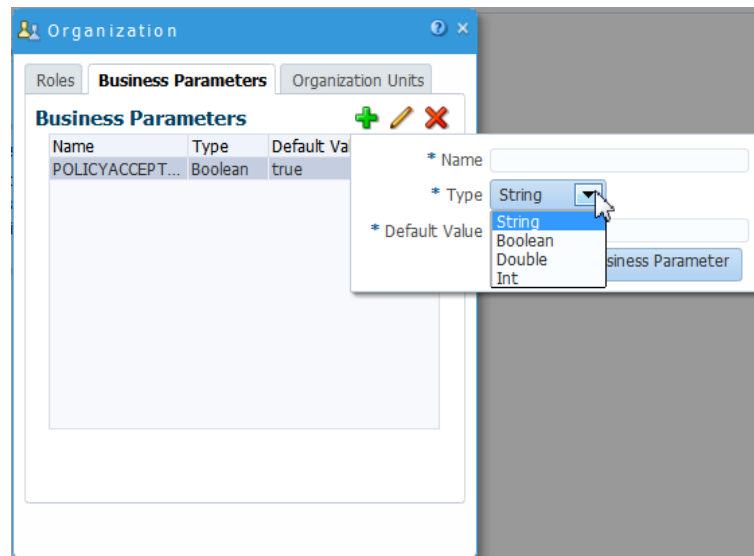 Organization
Roles Business Parameters Organization Units
Business Parameters
Name Type Default Va
POLICYACCEPT... Boolean true
* Name
* Type String
* Default Value
String
Boolean
Double
Int
siness Parameter